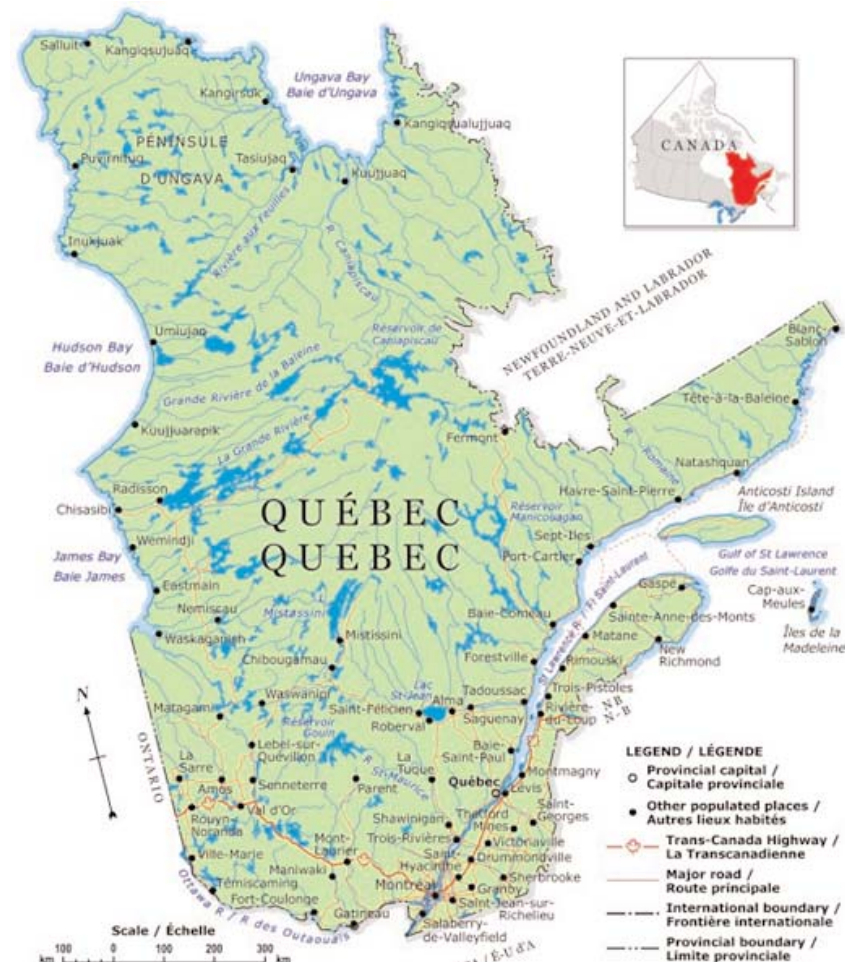 Salluit
Kangiqsujuaq
Ungava Bay
Baie d'Ungava
Kangirsuk
Kangiqsualujjuaq
PÉNINSULE
D'UNGAVA
Puvirnituq
Tasiujaq
Kuujjuaq
CANADA
Inukjuak
Rivière aux Feuilles
R. Caniapiscau
Umiujaq
Réservoir de
Caniapiscau
NEWFOUNDLAND AND LABRADOR
TERRE-NEUVE-ET-LABRADOR
Hudson Bay
Baie d'Hudson
Blanc-
Sablon
Grande Rivière de la Baleine
Tête-à-la-Baleine
Kuujjuarapik
La Grande Rivière
Fermont
R. Romaine
Natashquan
Radisson
Chisasibi
Havre-Saint-Pierre
Anticosti Island
Île d'Anticosti
QUÉBEC
QUEBEC
Réservoir
Manicouagan
Wemindji
Sept-Iles
Port-Cartier
James Bay
Baie James
Gulf of St Lawrence
Golfe du Saint-Laurent
Eastmain
Gaspé
Cap-aux-
Meules
Nemiscau
L.
Mistassini
Baie-Comeau
St Lawrence R / Fl Saint-Laurent
Sainte-Anne-des-Monts
Îles de la
Madeleine
Waskaganish
Mistissini
Matane
New
Richmond
Chibougamau
Forestville
Rimouski
N
Waswanipi
Lac
St-Jean
Tadoussac
Trois-Pistoles
Matagami
Saint-Félicien
Alma
Roberval
Saguenay
Rivière-
du-Loup
NB
N-B
Réservoir
Gouin
ONTARIO
Lebel-sur-
Quévillon
R. St-Maurice
La
Tuque
Baie-
Saint-Paul
La
Sarre
Amos
Senneterre
Parent
Québec
Montmagny
Lévis
Rouyn-
Noranda
Val d'Or
Shawinigan
Thetford
Mines
Saint-
Georges
Mont-
Laurier
Trois-Rivières
Victoriaville
Ville-Marie
Saint-
Hyacinthe
Drummondville
Maniwaki
Sherbrooke
Témiscaming
Montréal
Granby
Fort-Coulonge
Saint-Jean-sur-
Richelieu
Ottawa R / R des Outaouais
Gatineau
Salaberry-
de-Valleyfield
/ É-U d'A
LEGEND / LÉGENDE
Provincial capital /
Capitale provinciale
Other populated places /
Autres lieux habités
Trans-Canada Highway /
La Transcanadienne
Major road /
Route principale
International boundary /
Frontière internationale
Provincial boundary /
Limite provinciale
Scale / Échelle
100 0 100 200 300
km km